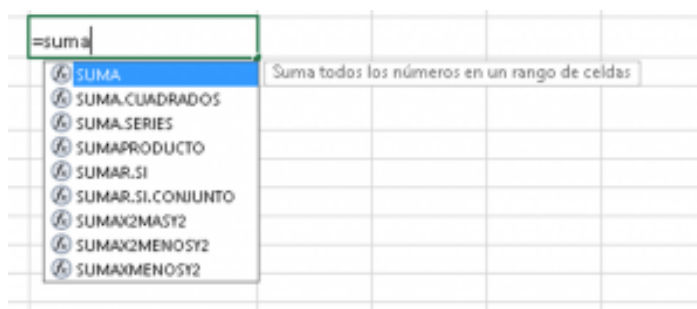 =suma
SUMA Suma todos los números en un rango de celdas
SUMA.CUADRADOS
SUMA.SERIES
SUMAPRODUCTO
SUMAR.SI
SUMAR.SI.CONJUNTO
SUMAX2MASY2
SUMAX2MENOSY2
SUMAXMENOSY2